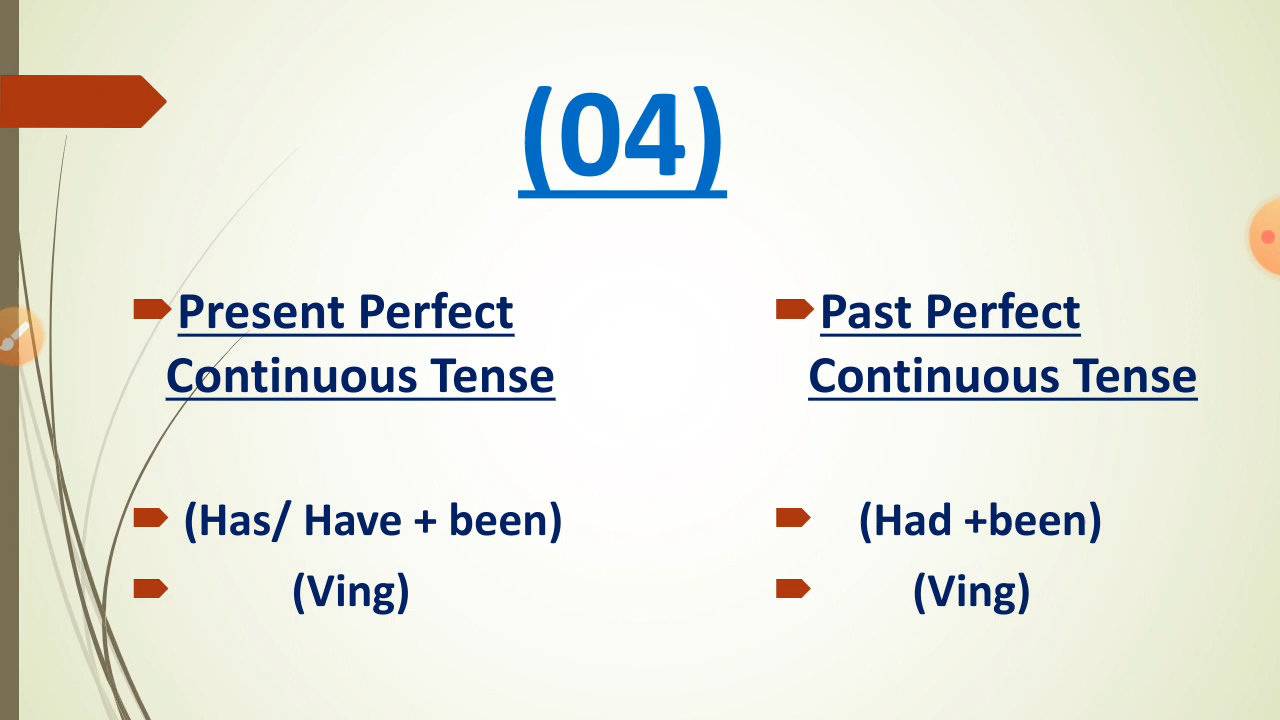 (04)
Present Perfect
Continuous Tense
(Has/ Have + been)
(Ving)
Past Perfect
Continuous Tense
(Had +been)
(Ving)